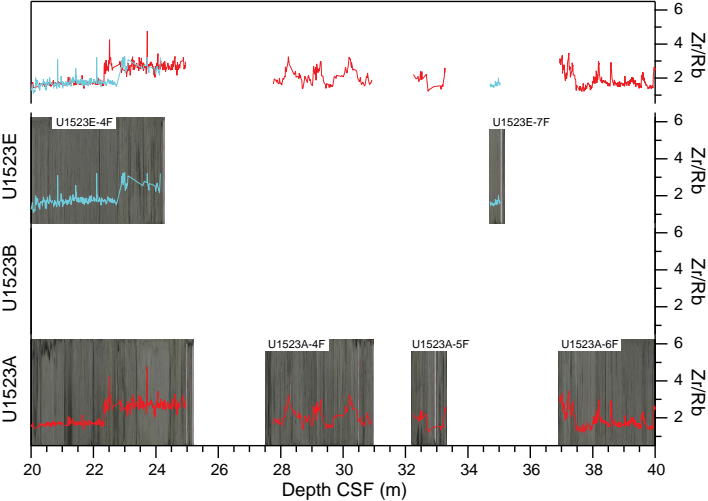 6
4
2
Zr/Rb
U1523E
U1523E-4F
U1523E-7F
6
4
2
Zr/Rb
U1523B
6
4
2
Zr/Rb
U1523A
U1523A-4F
U1523A-5F
U1523A-6F
6
4
2
Zr/Rb
20 22 24 26 28 30 32 34 36 38 40
Depth CSF (m)